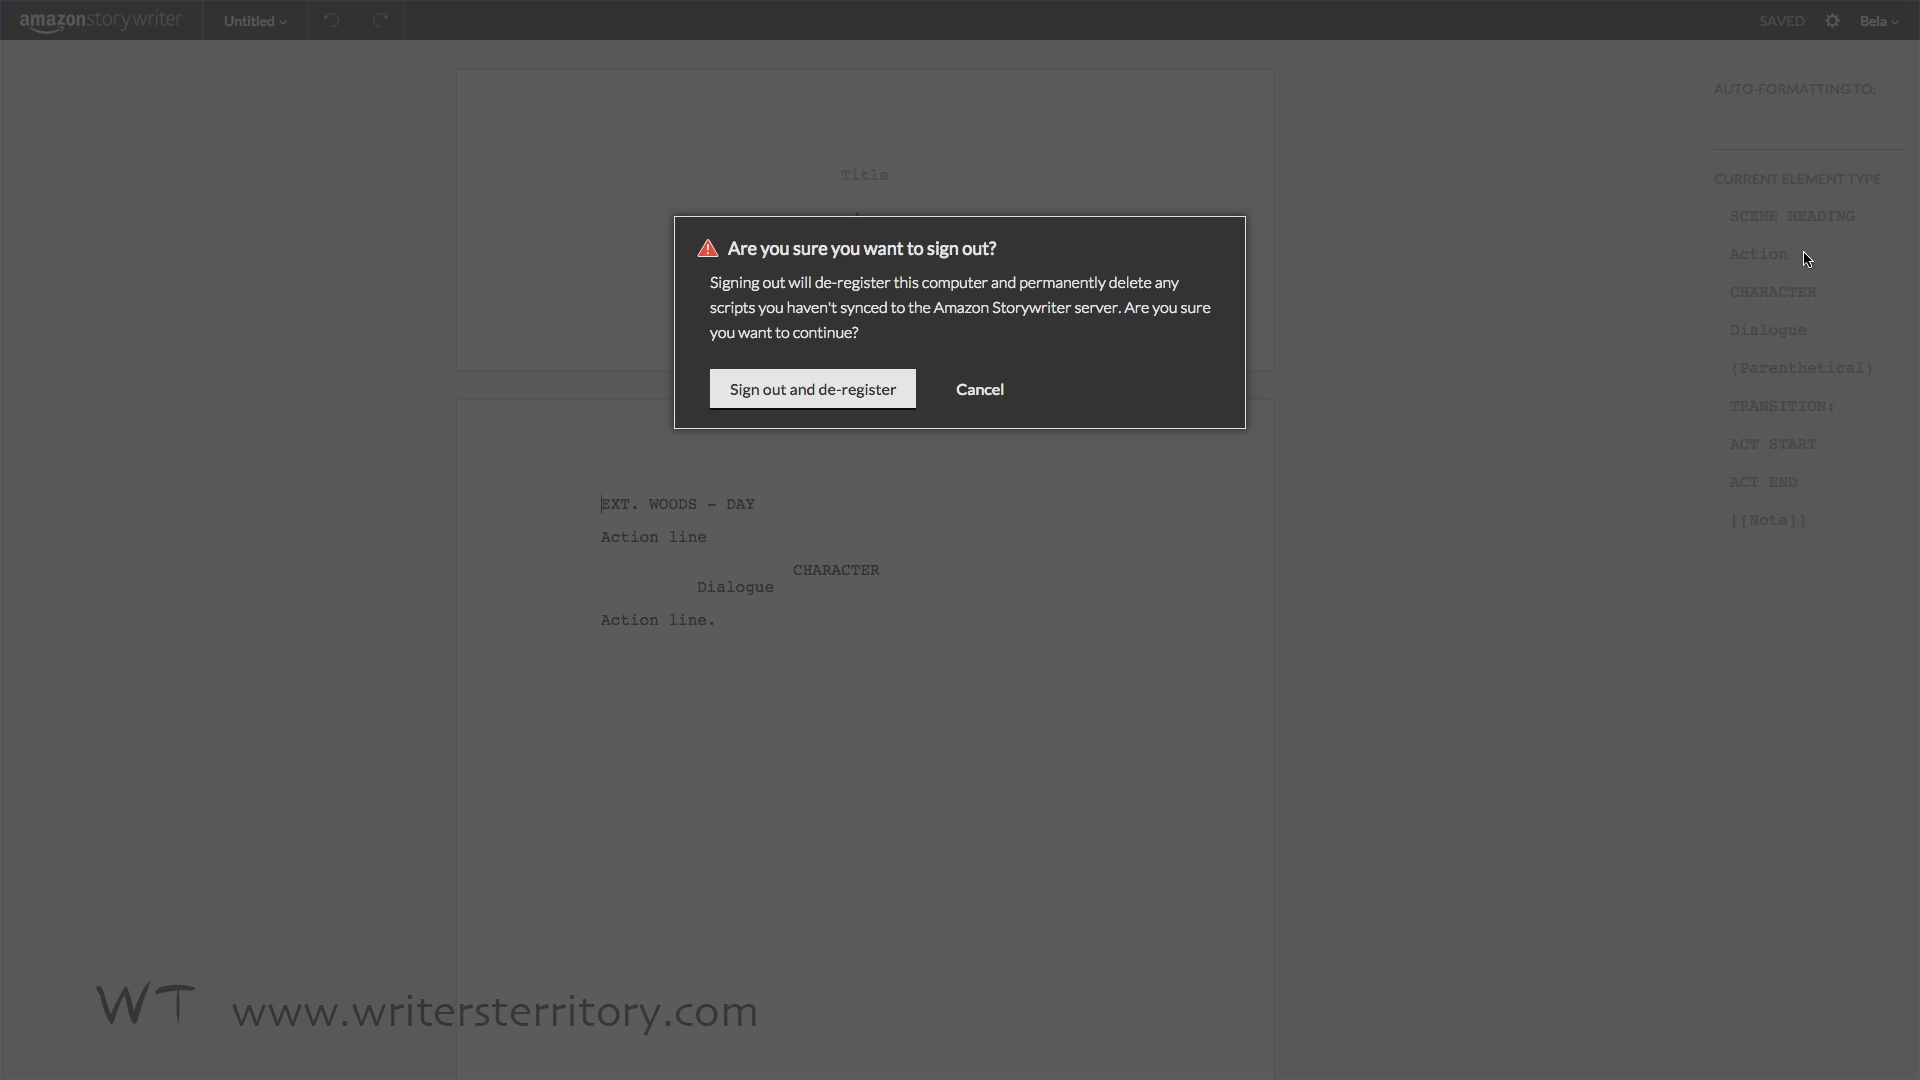 amazonstorywriter Untitled SAVED Bela
AUTO-FORMATTING TO:
Title
CURRENT ELEMENT TYPE
SCENE HEADING
Action
CHARACTER
Dialogue
(Parenthetical)
TRANSITION:
ACT START
ACT END
[[Note]]
Are you sure you want to sign out?
Signing out will de-register this computer and permanently delete any
scripts you haven't synced to the Amazon Storywriter server. Are you sure
you want to continue?
Sign out and de-register Cancel
EXT. WOODS - DAY
Action line
CHARACTER
Dialogue
Action line.
WT www.writersterritory.com